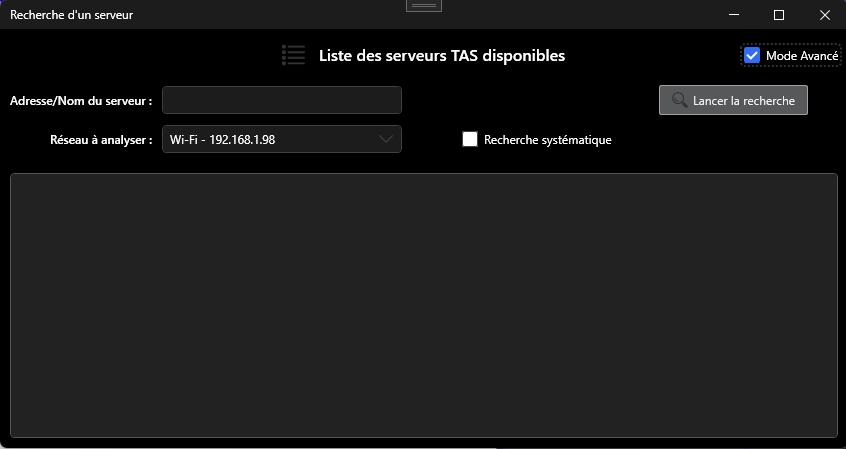 Recherche d'un serveur
Liste des serveurs TAS disponibles
Mode Avancé
Adresse/Nom du serveur :
Lancer la recherche
Réseau à analyser :
Wi-Fi - 192.168.1.98
Recherche systématique